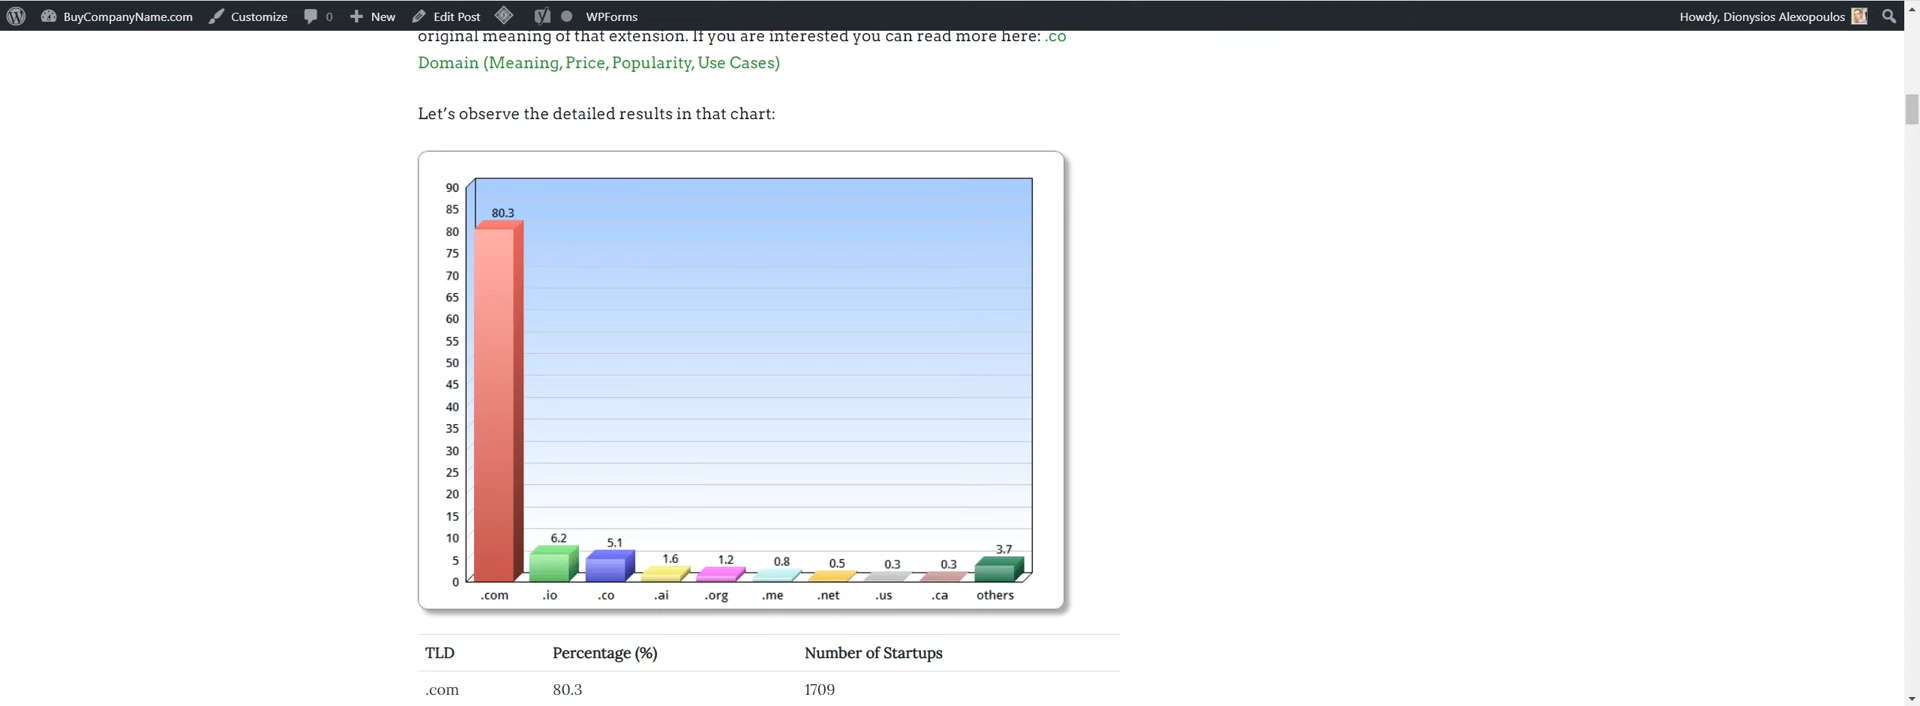 BuyCompanyName.com Customize 0 New Edit Post WPForms Howdy, Dionysios Alexopoulos
original meaning of that extension. If you are interested you can read more here: .co
Domain (Meaning, Price, Popularity, Use Cases)
Let's observe the detailed results in that chart:
90
85
80
75
70
65
60
55
50
45
40
35
30
25
20
15
10
5
0
80.3 6.2 5.1 1.6 1.2 0.8 0.5 0.3 0.3 3.7
.com .io .co .ai .org .me .net .us .ca others
TLD Percentage (%) Number of Startups
.com 80.3 1709